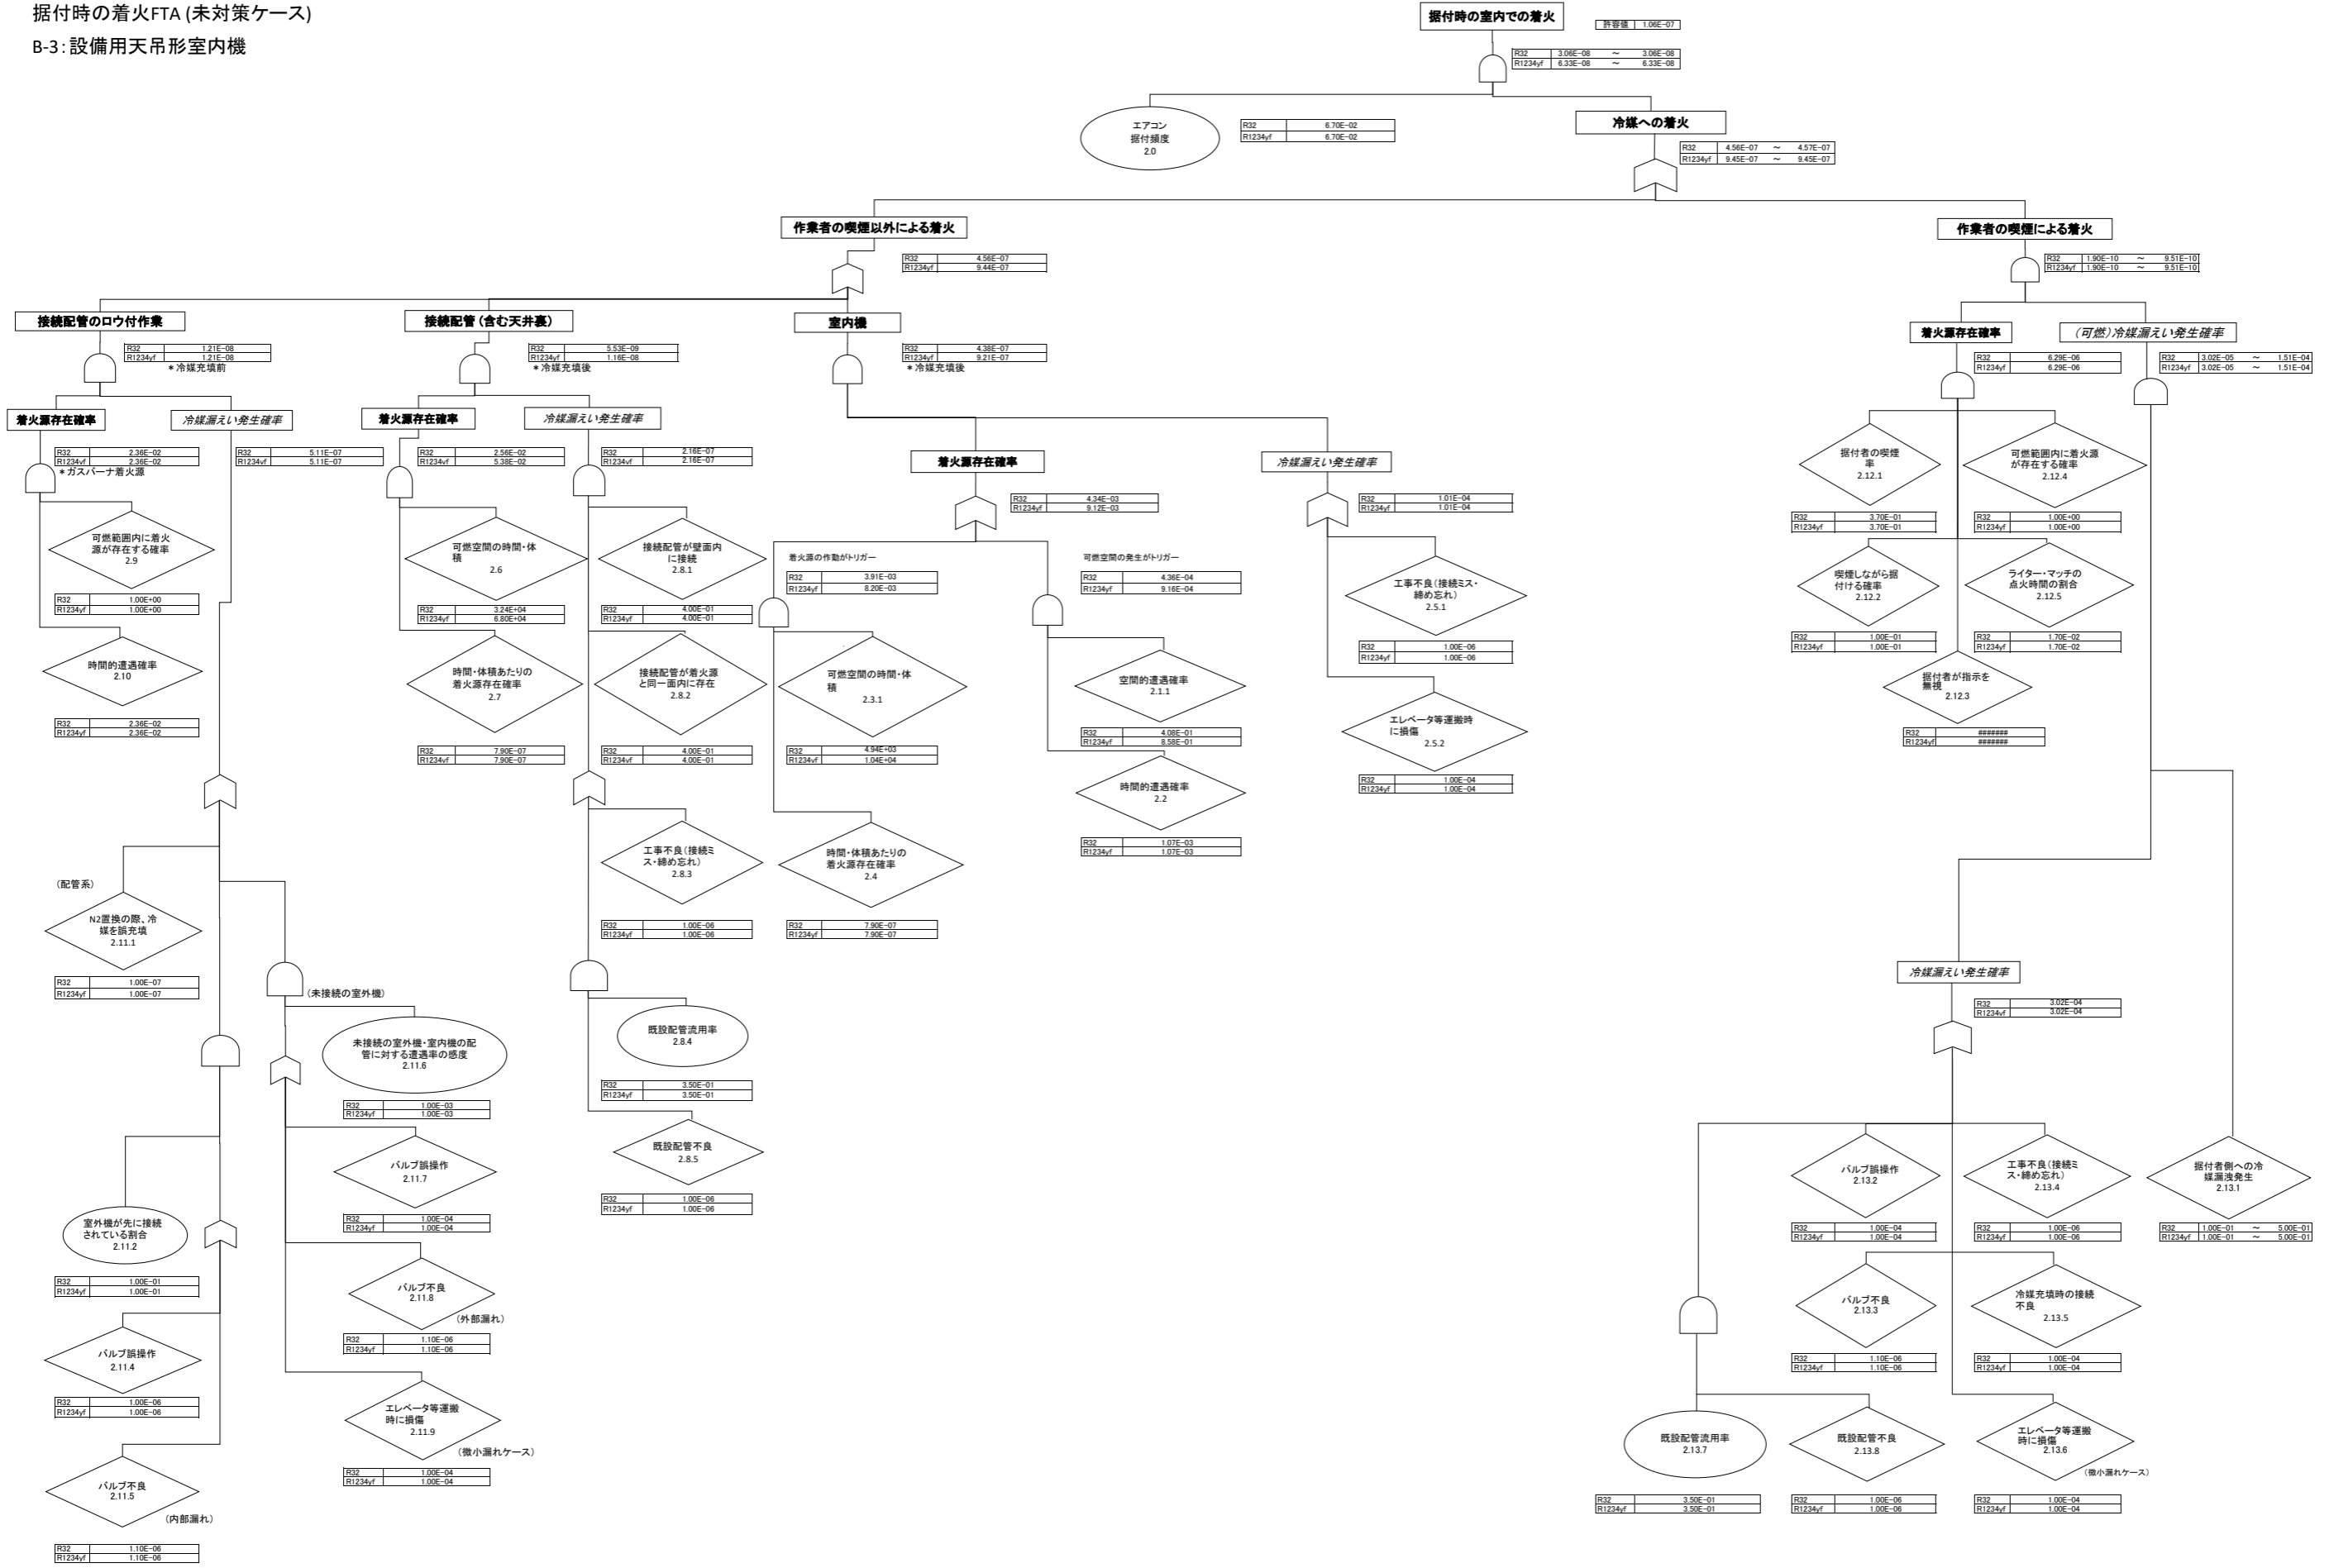 据付時の着火FTA (未対策ケース)
B-3：設備用天吊形室内機
据付時の室内での着火
許容値 1.06E-07
R32 3.06E-08 ～ 3.06E-08
R1234yf 6.33E-08 ～ 6.33E-08
エアコン
据付頻度
2.0
R32 6.70E-02
R1234yf 6.70E-02
冷媒への着火
R32 4.56E-07 ～ 4.57E-07
R1234yf 9.45E-07 ～ 9.45E-07
作業者の喫煙以外による着火
R32 4.56E-07
R1234yf 9.44E-07
作業者の喫煙による着火
R32 1.90E-10 ～ 9.51E-10
R1234yf 1.90E-10 ～ 9.51E-10
接続配管のロウ付作業
R32 1.21E-08
R1234yf 1.21E-08
＊冷媒充填前
着火源存在確率
R32 2.36E-02
R1234yf 2.36E-02
＊ガスバーナ着火源
冷媒漏えい発生確率
R32 5.11E-07
R1234yf 5.11E-07
可燃範囲内に着火
源が存在する確率
2.9
R32 1.00E+00
R1234yf 1.00E+00
時間的遭遇確率
2.10
R32 2.36E-02
R1234yf 2.36E-02
（配管系）
N2置換の際、冷
媒を誤充填
2.11.1
R32 1.00E-07
R1234yf 1.00E-07
（未接続の室外機）
未接続の室外機・室内機の配
管に対する遭遇率の感度
2.11.6
R32 1.00E-03
R1234yf 1.00E-03
バルブ誤操作
2.11.7
R32 1.00E-04
R1234yf 1.00E-04
室外機が先に接続
されている割合
2.11.2
R32 1.00E-01
R1234yf 1.00E-01
バルブ不良
2.11.8
（外部漏れ）
R32 1.10E-06
R1234yf 1.10E-06
バルブ誤操作
2.11.4
R32 1.00E-06
R1234yf 1.00E-06
エレベータ等運搬
時に損傷
2.11.9
（微小漏れケース）
R32 1.00E-04
R1234yf 1.00E-04
バルブ不良
2.11.5
（内部漏れ）
R32 1.10E-06
R1234yf 1.10E-06
接続配管（含む天井裏）
R32 5.53E-09
R1234yf 1.16E-08
＊冷媒充填後
着火源存在確率
R32 2.56E-02
R1234yf 5.38E-02
冷媒漏えい発生確率
R32 2.16E-07
R1234yf 2.16E-07
可燃空間の時間・体
積
2.6
R32 3.24E+04
R1234yf 6.80E+04
時間・体積あたりの
着火源存在確率
2.7
R32 7.90E-07
R1234yf 7.90E-07
接続配管が壁面内
に接続
2.8.1
R32 4.00E-01
R1234yf 4.00E-01
接続配管が着火源
と同一面内に存在
2.8.2
R32 4.00E-01
R1234yf 4.00E-01
工事不良（接続ミ
ス・締め忘れ）
2.8.3
R32 1.00E-06
R1234yf 1.00E-06
既設配管流用率
2.8.4
R32 3.50E-01
R1234yf 3.50E-01
既設配管不良
2.8.5
R32 1.00E-06
R1234yf 1.00E-06
室内機
R32 4.38E-07
R1234yf 9.21E-07
＊冷媒充填後
着火源存在確率
R32 4.34E-03
R1234yf 9.12E-03
冷媒漏えい発生確率
R32 1.01E-04
R1234yf 1.01E-04
着火源の作動がトリガー
R32 3.91E-03
R1234yf 8.20E-03
可燃空間の発生がトリガー
R32 4.36E-04
R1234yf 9.16E-04
可燃空間の時間・体
積
2.3.1
R32 4.94E+03
R1234yf 1.04E+04
時間・体積あたりの
着火源存在確率
2.4
R32 7.90E-07
R1234yf 7.90E-07
空間的遭遇確率
2.1.1
R32 4.08E-01
R1234yf 8.58E-01
時間的遭遇確率
2.2
R32 1.07E-03
R1234yf 1.07E-03
工事不良（接続ミス・
締め忘れ）
2.5.1
R32 1.00E-06
R1234yf 1.00E-06
エレベータ等運搬時
に損傷
2.5.2
R32 1.00E-04
R1234yf 1.00E-04
着火源存在確率
R32 6.29E-06
R1234yf 6.29E-06
（可燃）冷媒漏えい発生確率
R32 3.02E-05 ～ 1.51E-04
R1234yf 3.02E-05 ～ 1.51E-04
据付者の喫煙
率
2.12.1
R32 3.70E-01
R1234yf 3.70E-01
可燃範囲内に着火源
が存在する確率
2.12.4
R32 1.00E+00
R1234yf 1.00E+00
喫煙しながら据
付ける確率
2.12.2
R32 1.00E-01
R1234yf 1.00E-01
ライター・マッチの
点火時間の割合
2.12.5
R32 1.70E-02
R1234yf 1.70E-02
据付者が指示を
無視
2.12.3
R32 #######
R1234yf #######
冷媒漏えい発生確率
R32 3.02E-04
R1234yf 3.02E-04
バルブ誤操作
2.13.2
R32 1.00E-04
R1234yf 1.00E-04
工事不良（接続ミ
ス・締め忘れ）
2.13.4
R32 1.00E-06
R1234yf 1.00E-06
据付者側への冷
媒漏洩発生
2.13.1
R32 1.00E-01 ～ 5.00E-01
R1234yf 1.00E-01 ～ 5.00E-01
バルブ不良
2.13.3
R32 1.10E-06
R1234yf 1.10E-06
冷媒充填時の接続
不良
2.13.5
R32 1.00E-04
R1234yf 1.00E-04
既設配管流用率
2.13.7
R32 3.50E-01
R1234yf 3.50E-01
既設配管不良
2.13.8
R32 1.00E-06
R1234yf 1.00E-06
エレベータ等運搬
時に損傷
2.13.6
（微小漏れケース）
R32 1.00E-04
R1234yf 1.00E-04